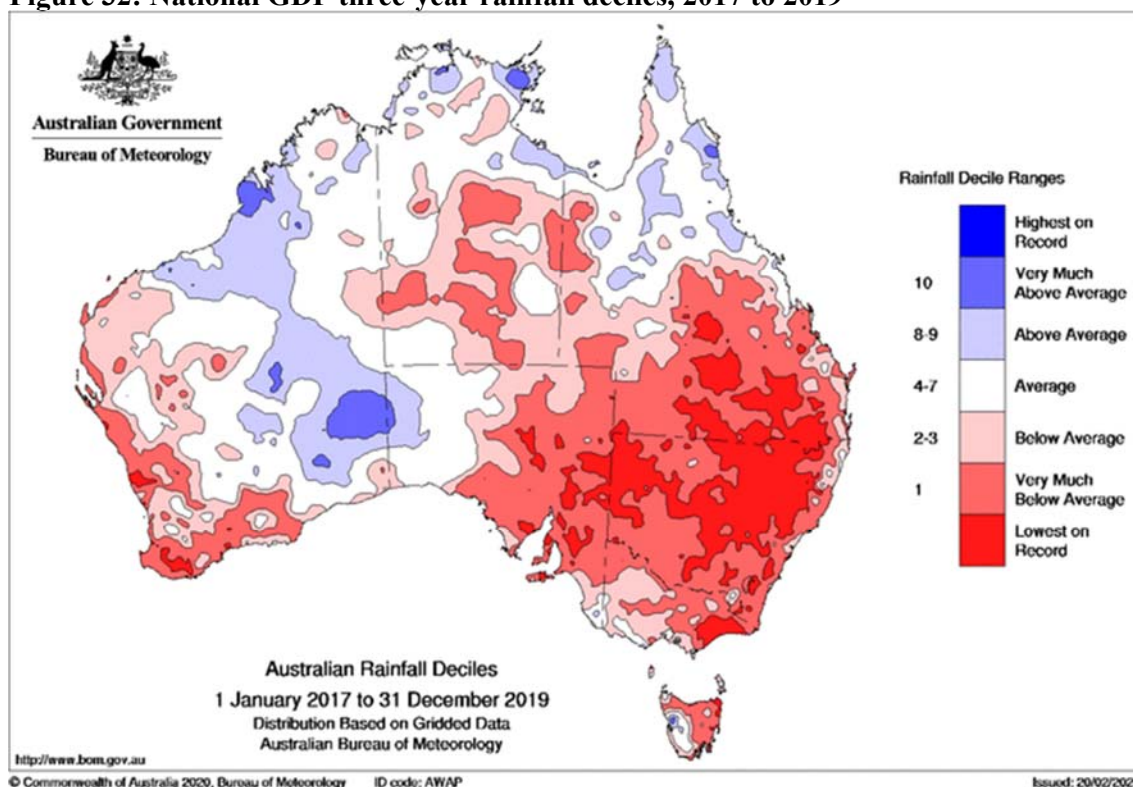 Figure 32: National GDP three-year rainfall deciles, 2017 to 2019
Australian Government
Bureau of Meteorology
Rainfall Decile Ranges
Highest on
Record
10
Very Much
Above Average
8-9
Above Average
4-7
Average
2-3
Below Average
1
Very Much
Below Average
Lowest on
Record
Australian Rainfall Deciles
1 January 2017 to 31 December 2019
Distribution Based on Gridded Data
Australian Bureau of Meteorology
http://www.bom.gov.au
© Commonwealth of Australia 2020, Bureau of Meteorology
ID code: AWAP
Issued: 20/02/202